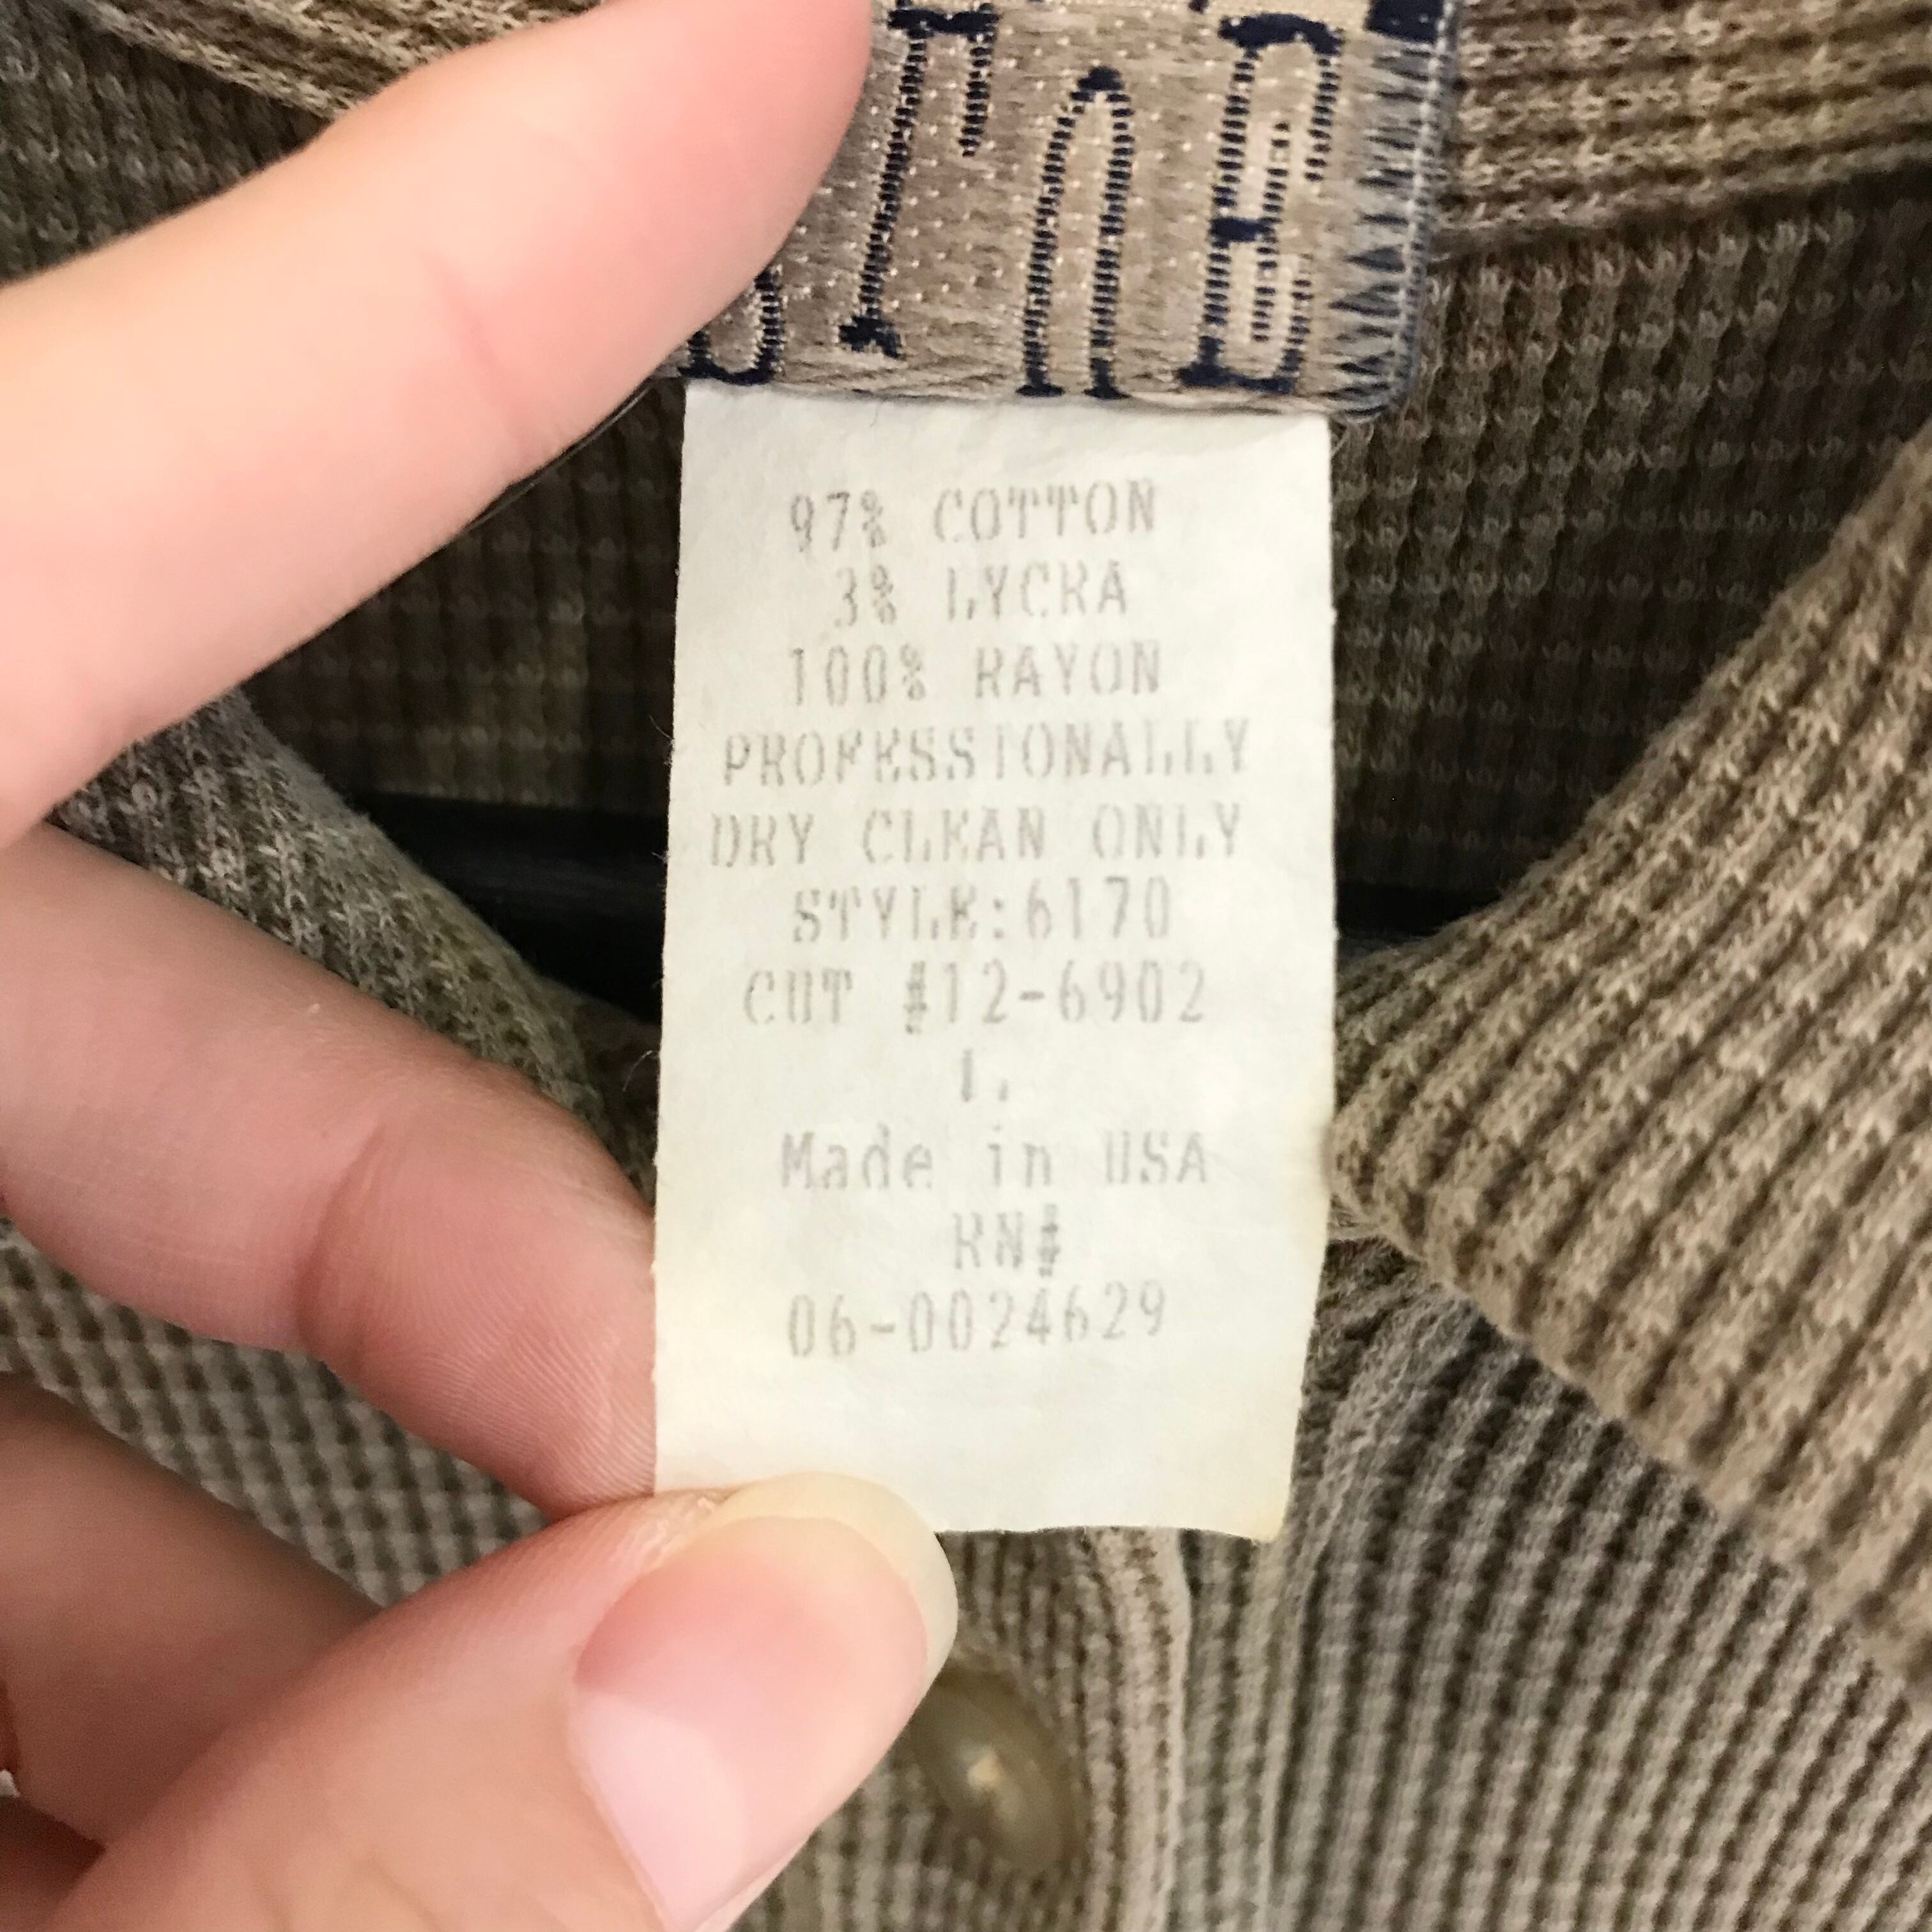 97% COTTON
3% LYCRA
100% RAYON
PROFESSIONALLY
DRY CLEAN ONLY
STYLE:6170
CUT #12-6902
L
Made in USA
RN#
06-0024629